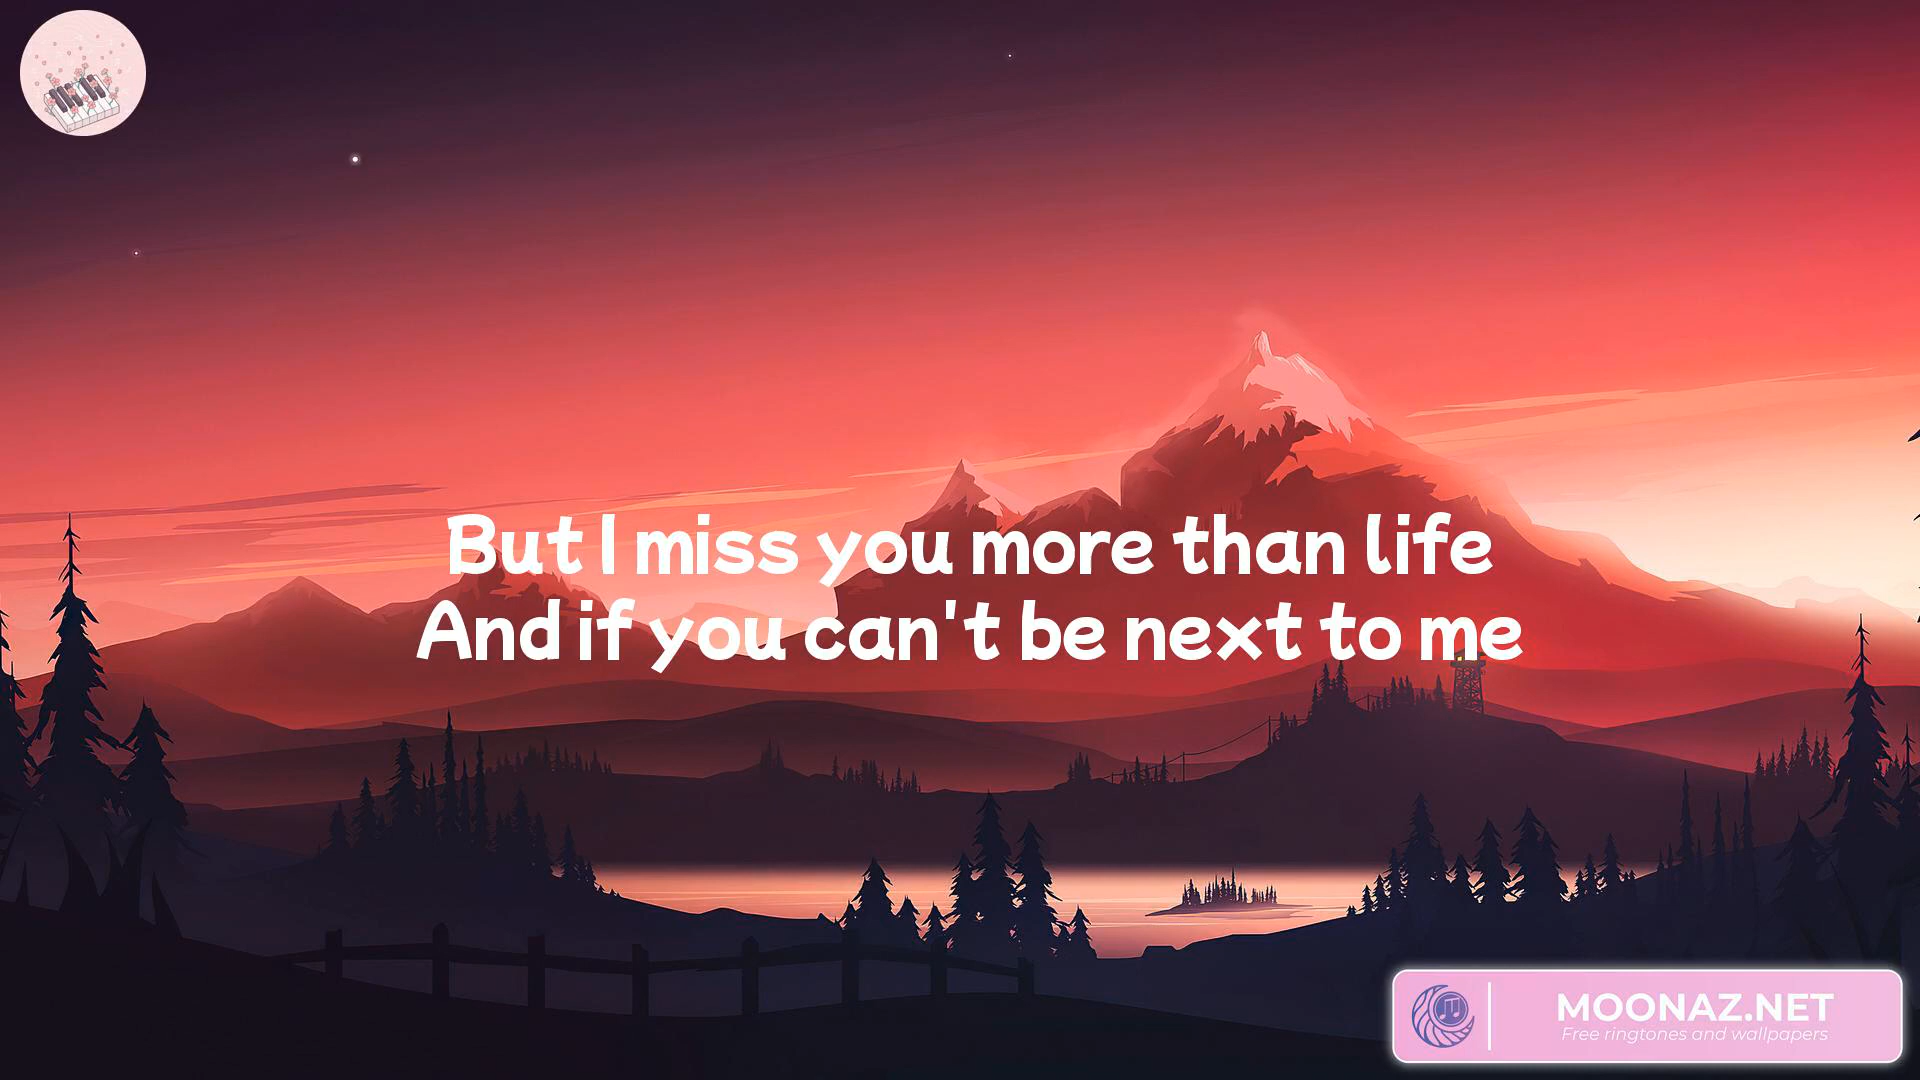 But I miss you more than life
And if you can't be next to me
MOONAZ.NET
Free ringtones and wallpapers